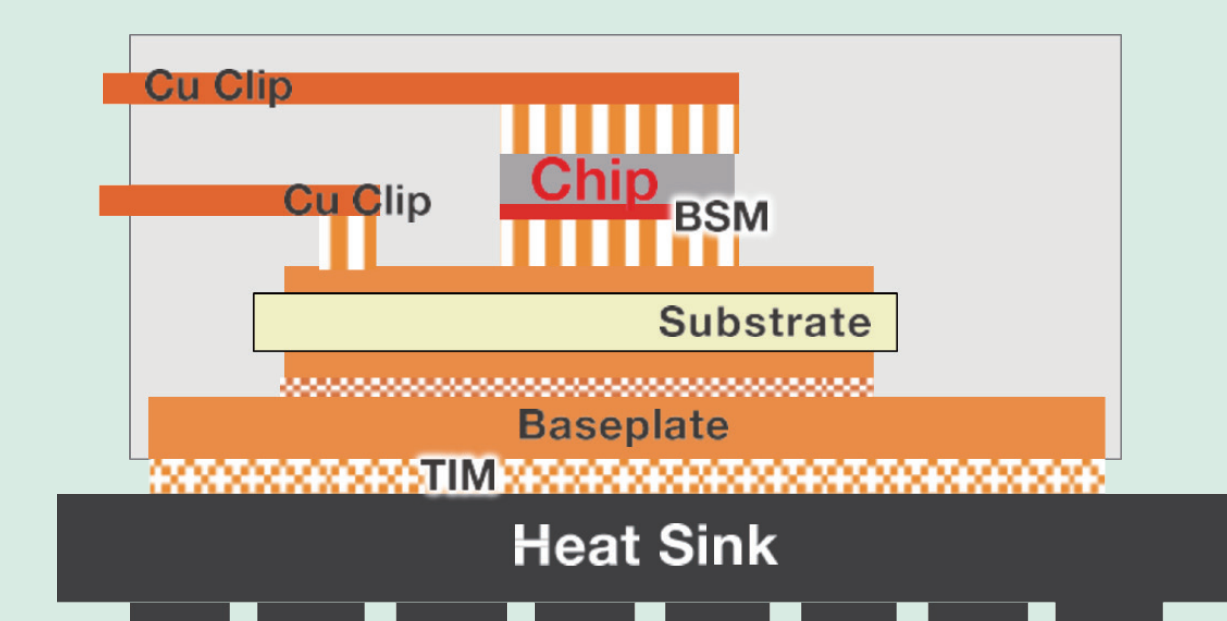 Cu Clip
Chip
Cu Clip
BSM
Substrate
Baseplate
TIM
Heat Sink